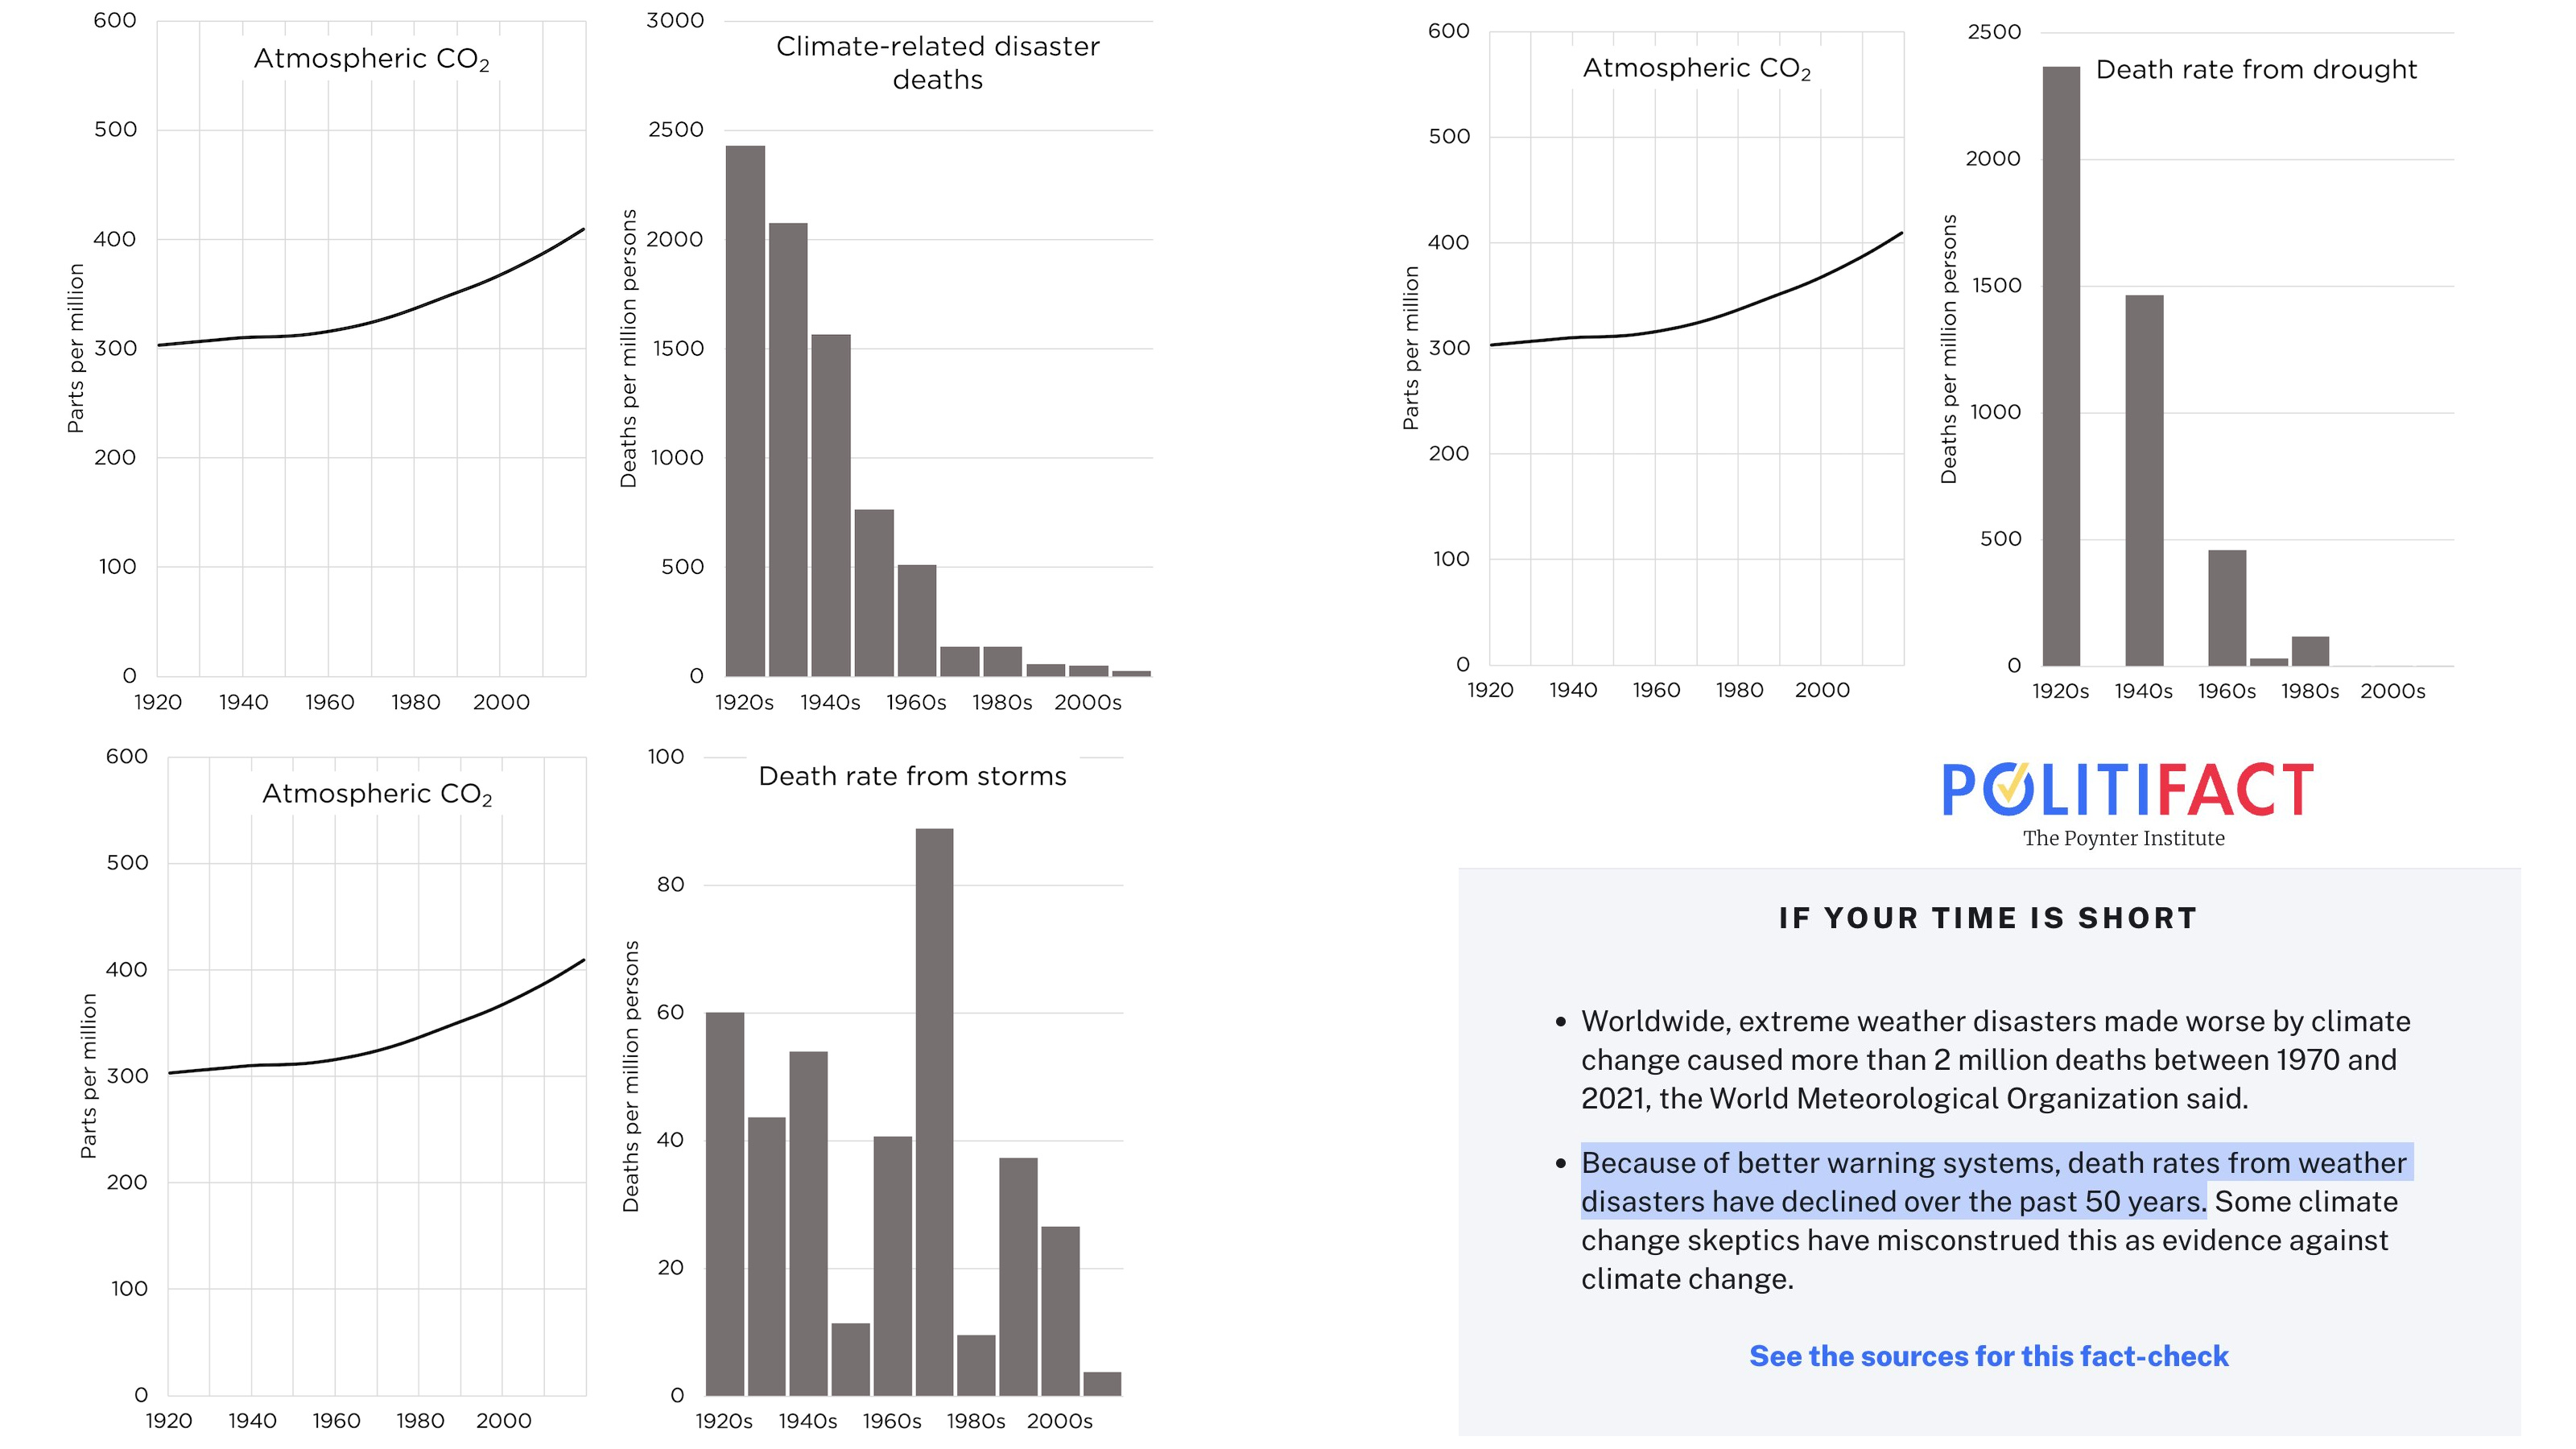 Atmospheric CO₂
Parts per million
600
500
400
300
200
100
0
1920 1940 1960 1980 2000
Climate-related disaster
deaths
Deaths per million persons
3000
2500
2000
1500
1000
500
0
1920s 1940s 1960s 1980s 2000s
Atmospheric CO₂
Parts per million
600
500
400
300
200
100
0
1920 1940 1960 1980 2000
Death rate from drought
Deaths per million persons
2500
2000
1500
1000
500
0
1920s 1940s 1960s 1980s 2000s
Atmospheric CO₂
Parts per million
600
500
400
300
200
100
0
1920 1940 1960 1980 2000
Death rate from storms
Deaths per million persons
100
80
60
40
20
0
1920s 1940s 1960s 1980s 2000s
POLITIFACT
The Poynter Institute
IF YOUR TIME IS SHORT
• Worldwide, extreme weather disasters made worse by climate
change caused more than 2 million deaths between 1970 and
2021, the World Meteorological Organization said.
• Because of better warning systems, death rates from weather
disasters have declined over the past 50 years. Some climate
change skeptics have misconstrued this as evidence against
climate change.
See the sources for this fact-check